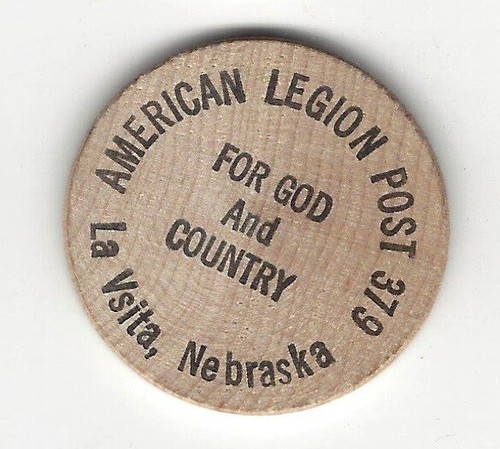 AMERICAN LEGION POST 379
FOR GOD
And
COUNTRY
La Vsita, Nebraska